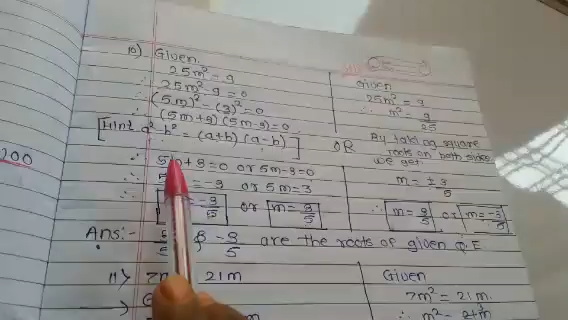 10) Given
∴ 25m² = 9
∴ 25m² - 9 = 0
∴ (5m)² - (3)² = 0
∴ (5m+3) (5m-3) = 0
[Hint a² b² = (a+b) (a-b)]
∴ 5m+3=0 or 5m-3=0
= -3 or 5m = 3
∴ -3/5 or m = 3/5
Ans:- & -3/5 are the roots of given Q.E
11) 7m² 21m
OR
Given
25m² = 9
∴ m² = 9/25
By taking square
roots on both sides
we get
m = ± 3/5
∴ m = 3/5 or m = -3/5
Given
7m² = 21m
200